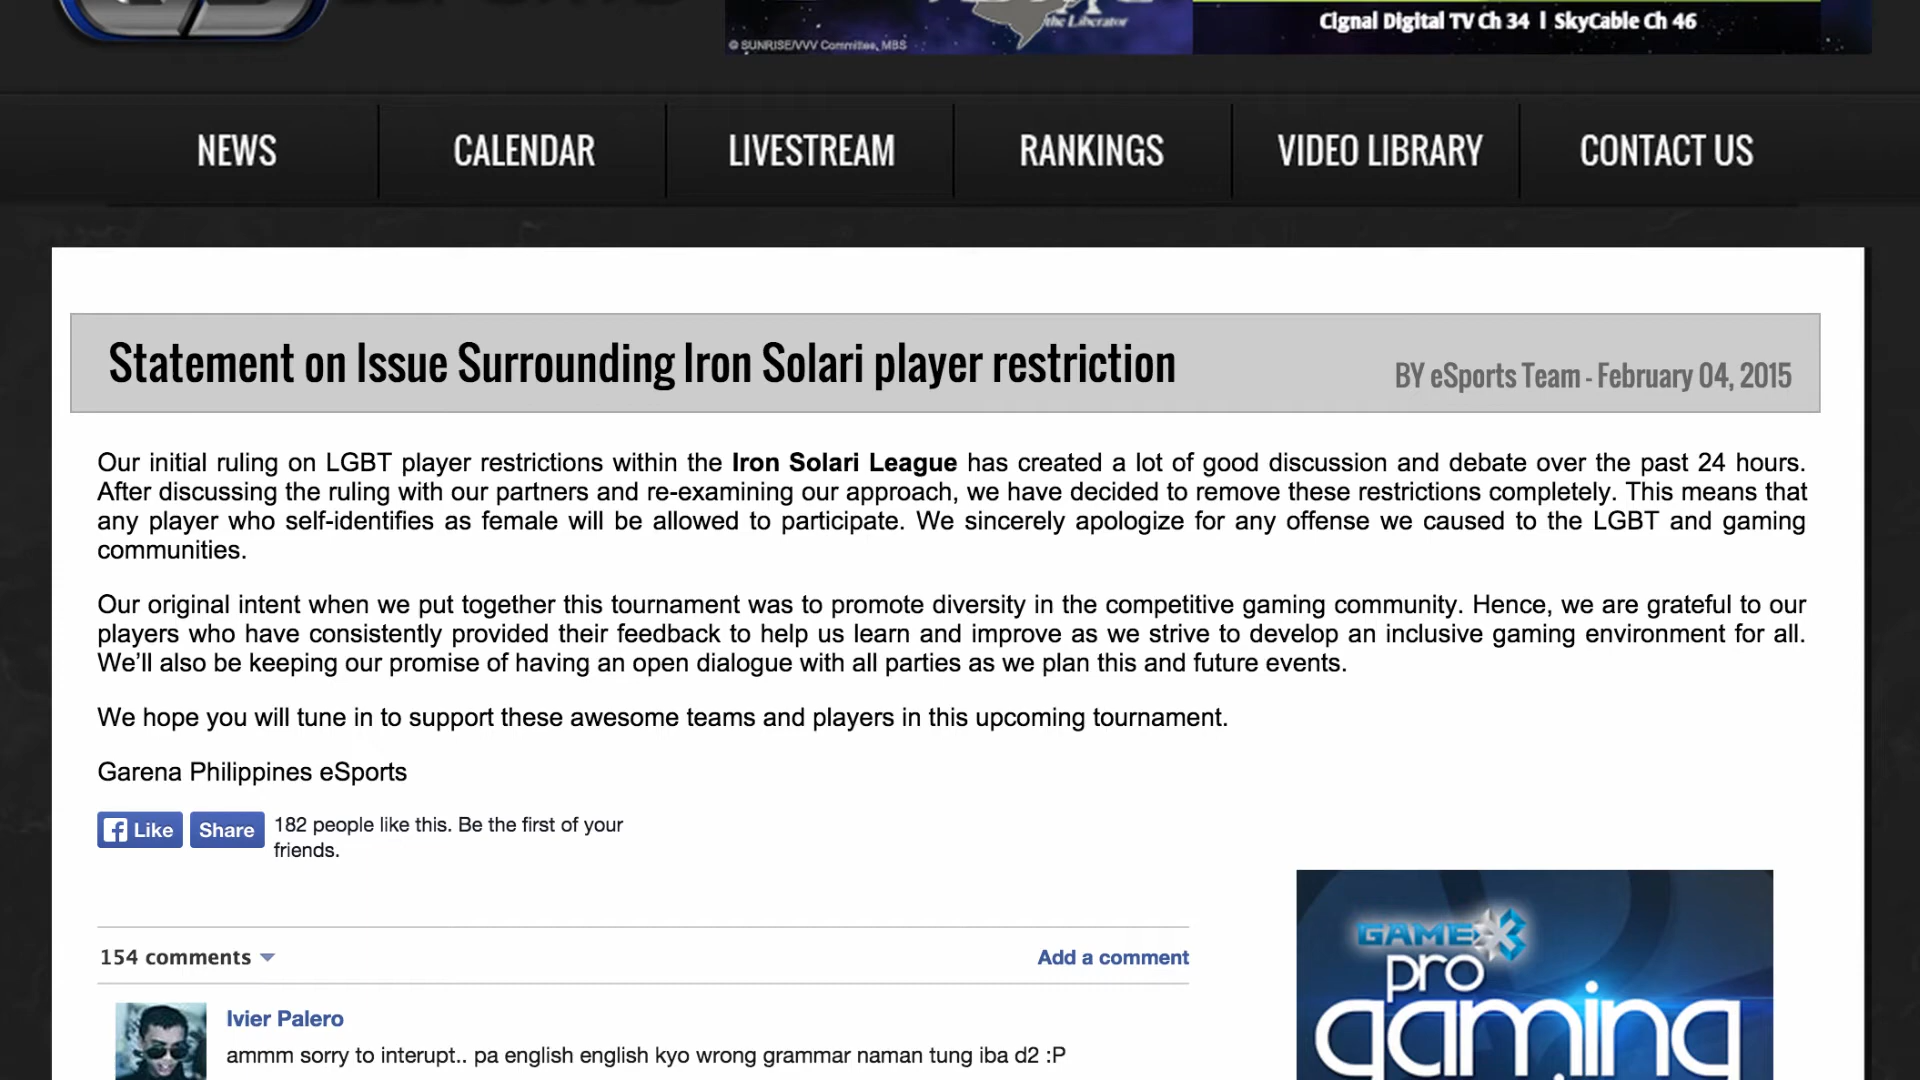 the Liberator
© SUNRISE/VVV Committee, MBS
Cignal Digital TV Ch 34 | SkyCable Ch 46
NEWS
CALENDAR
LIVESTREAM
RANKINGS
VIDEO LIBRARY
CONTACT US
Statement on Issue Surrounding Iron Solari player restriction
BY eSports Team - February 04, 2015
Our initial ruling on LGBT player restrictions within the Iron Solari League has created a lot of good discussion and debate over the past 24 hours.
After discussing the ruling with our partners and re-examining our approach, we have decided to remove these restrictions completely. This means that
any player who self-identifies as female will be allowed to participate. We sincerely apologize for any offense we caused to the LGBT and gaming
communities.
Our original intent when we put together this tournament was to promote diversity in the competitive gaming community. Hence, we are grateful to our
players who have consistently provided their feedback to help us learn and improve as we strive to develop an inclusive gaming environment for all.
We'll also be keeping our promise of having an open dialogue with all parties as we plan this and future events.
We hope you will tune in to support these awesome teams and players in this upcoming tournament.
Garena Philippines eSports
Like
Share
182 people like this. Be the first of your
friends.
154 comments
Add a comment
Ivier Palero
ammm sorry to interupt.. pa english english kyo wrong grammar naman tung iba d2 :P
GAMEX
pro
gaming